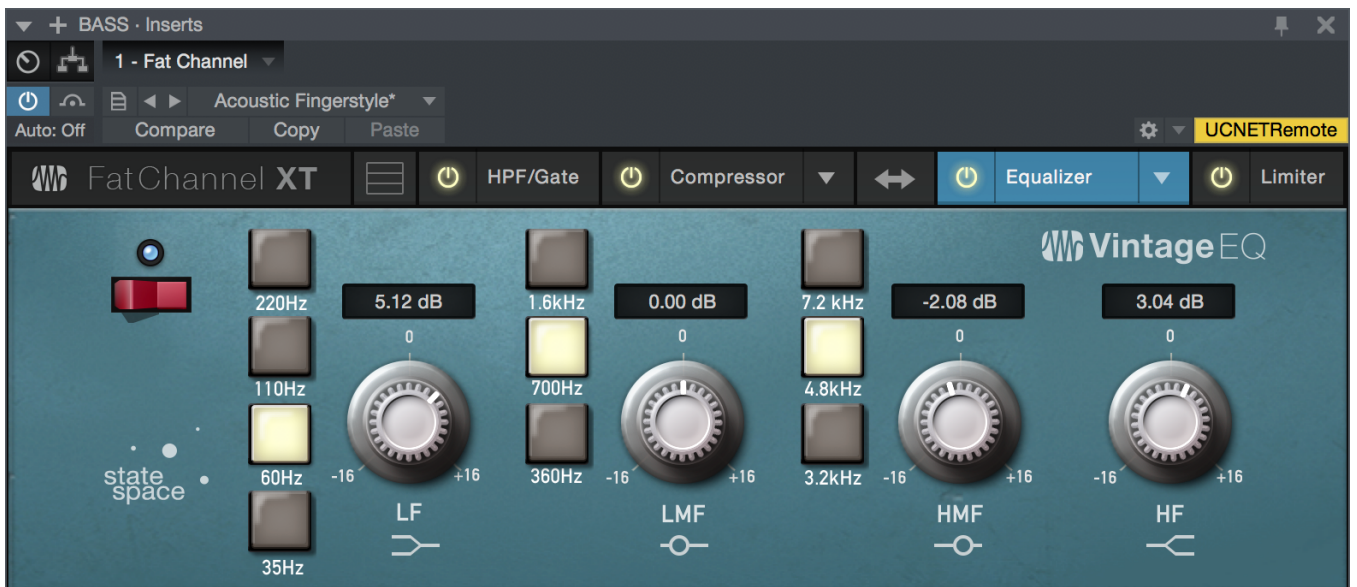 BASS · Inserts
1 - Fat Channel
Acoustic Fingerstyle*
Auto: Off Compare Copy Paste UCNETRemote
FatChannel XT HPF/Gate Compressor Equalizer Limiter
VintageEQ
220Hz 5.12 dB 1.6kHz 0.00 dB 7.2 kHz -2.08 dB 3.04 dB
0 0 0 0
110Hz 700Hz 4.8kHz
60Hz -16 +16 360Hz -16 +16 3.2kHz -16 +16 -16 +16
state
space
LF LMF HMF HF
35Hz